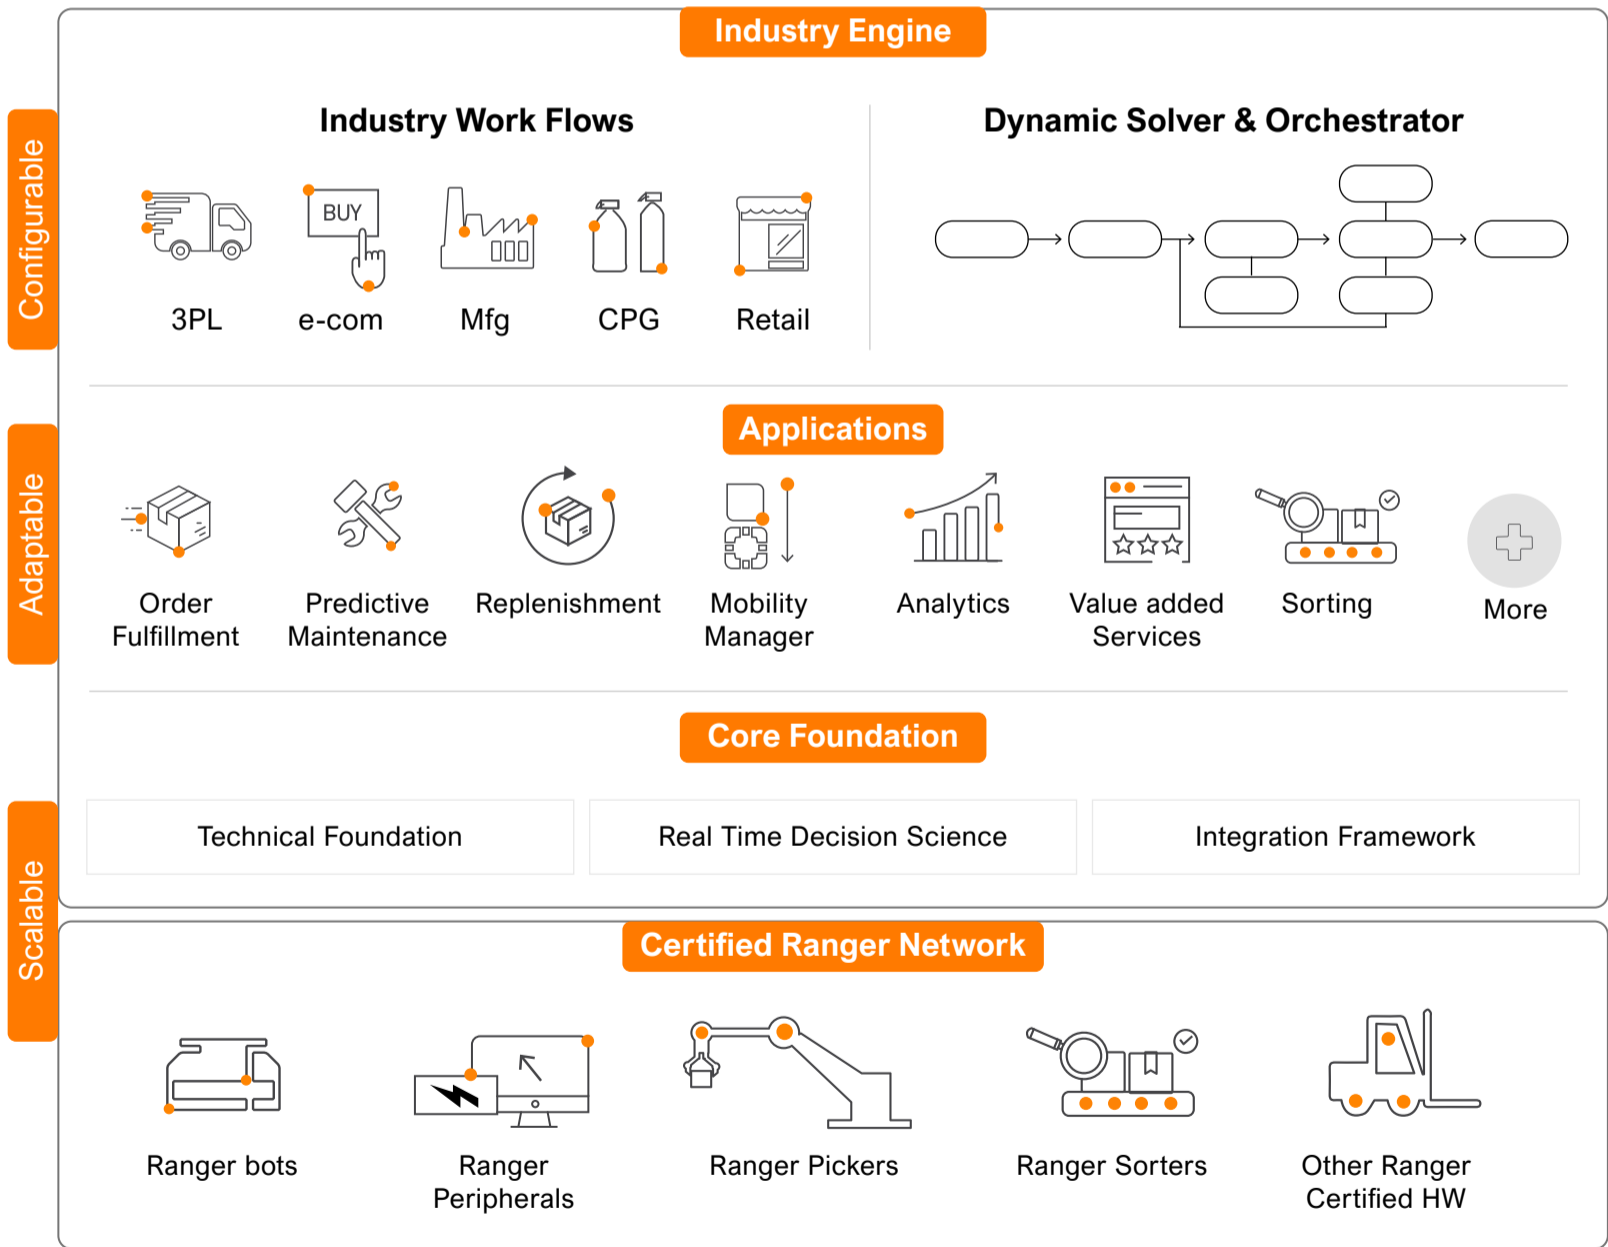 Industry Engine
Configurable
Industry Work Flows
Dynamic Solver & Orchestrator
BUY
3PL
e-com
Mfg
CPG
Retail
Adaptable
Applications
Order
Fulfillment
Predictive
Maintenance
Replenishment
Mobility
Manager
Analytics
Value added
Services
Sorting
More
Scalable
Core Foundation
Technical Foundation
Real Time Decision Science
Integration Framework
Certified Ranger Network
Ranger bots
Ranger
Peripherals
Ranger Pickers
Ranger Sorters
Other Ranger
Certified HW